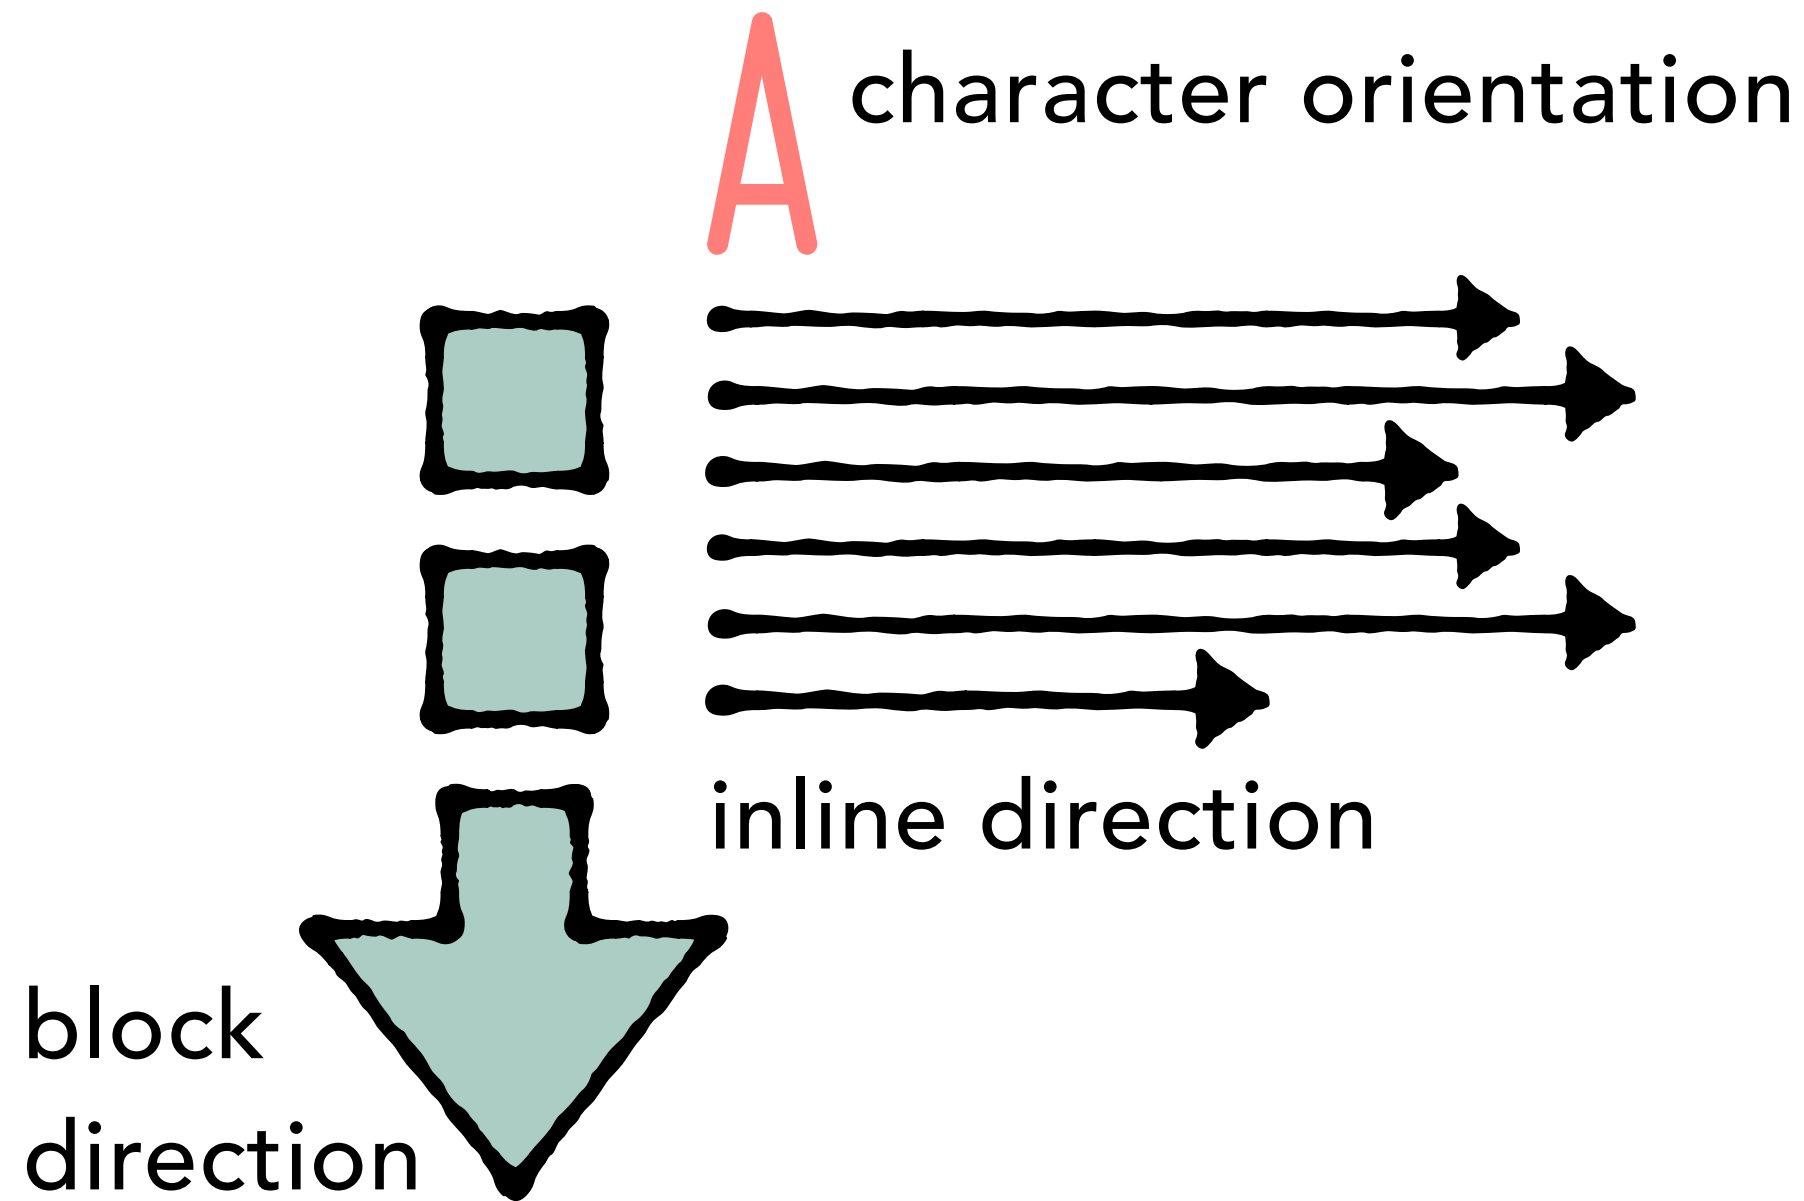 A character orientation
inline direction
block
direction